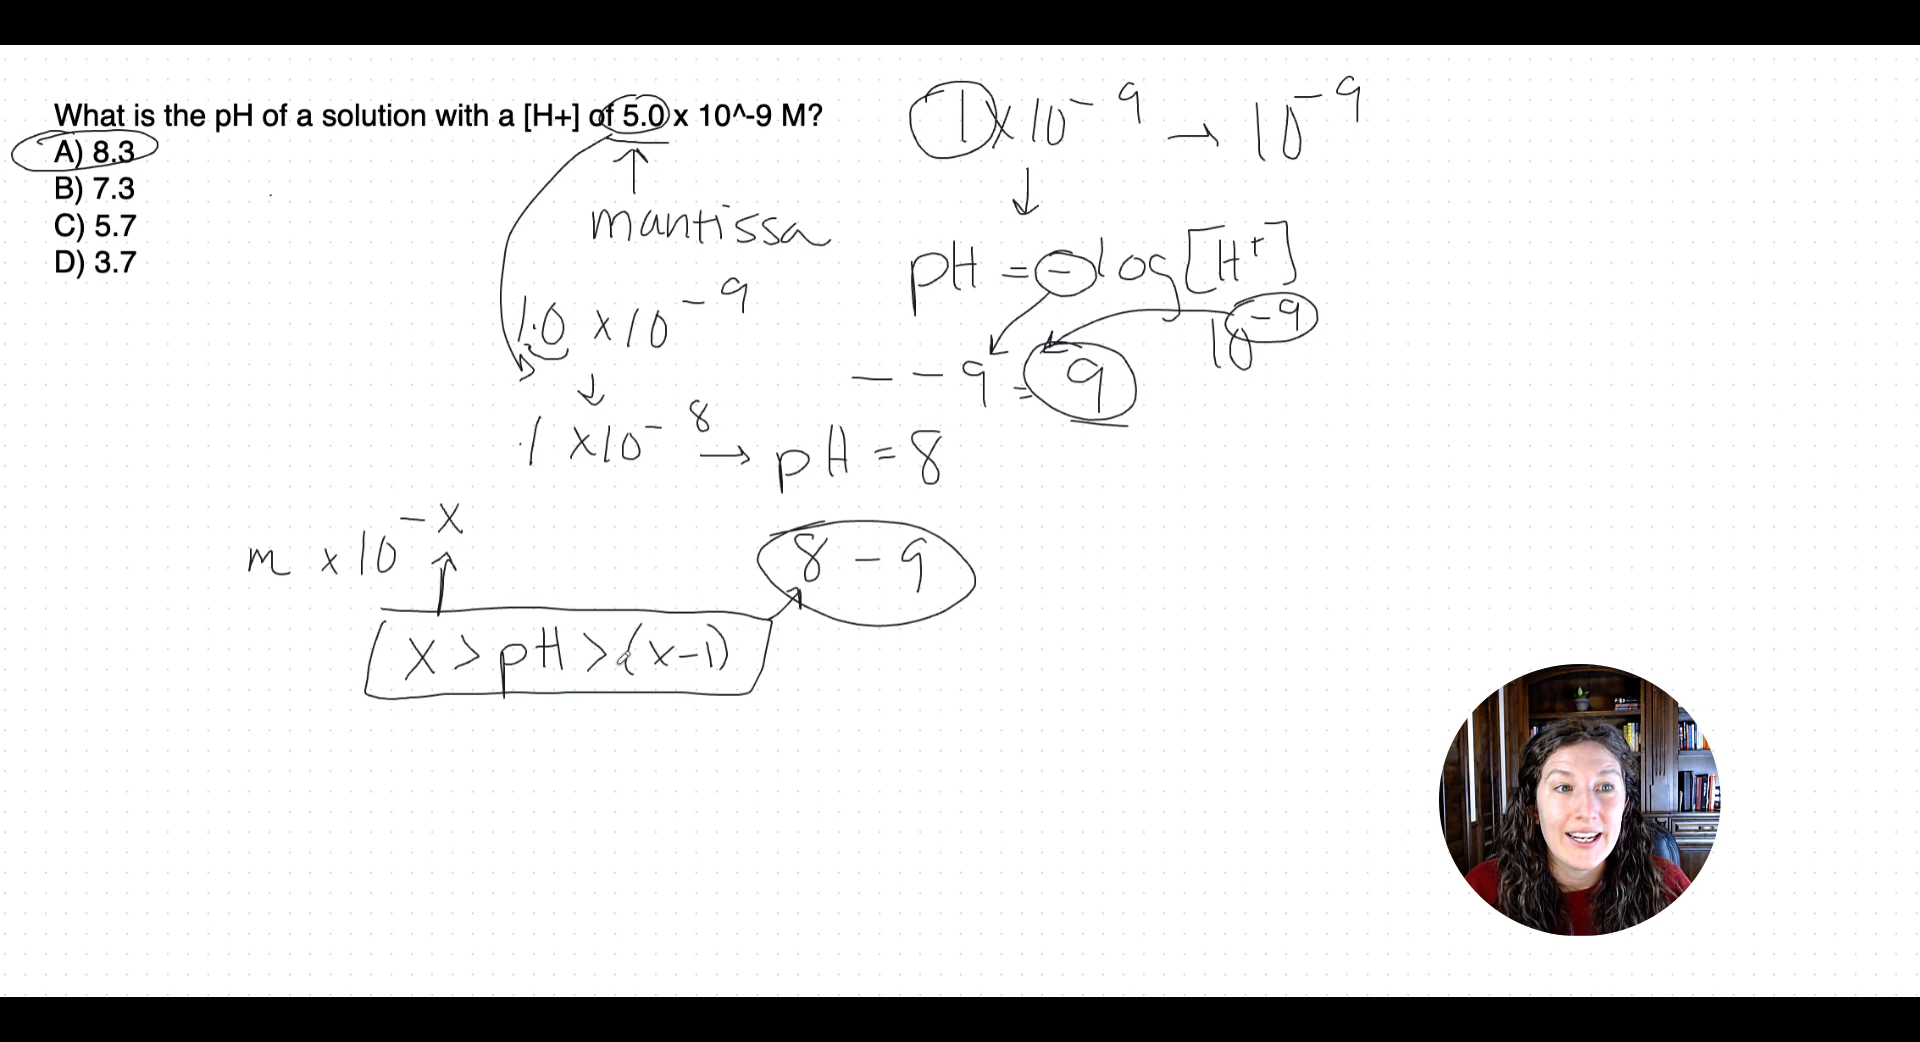 What is the pH of a solution with a [H+] of 5.0 x 10^-9 M?
A) 8.3
B) 7.3
C) 5.7
D) 3.7
mantissa
1.0 x 10⁻⁹
↓
.1 x 10⁻⁸ → pH = 8
1 x 10⁻⁹ → 10⁻⁹
↓
pH = -log[H⁺]
10⁻⁹
- -9 = 9
m x 10⁻ˣ
8 - 9
x > pH > (x-1)